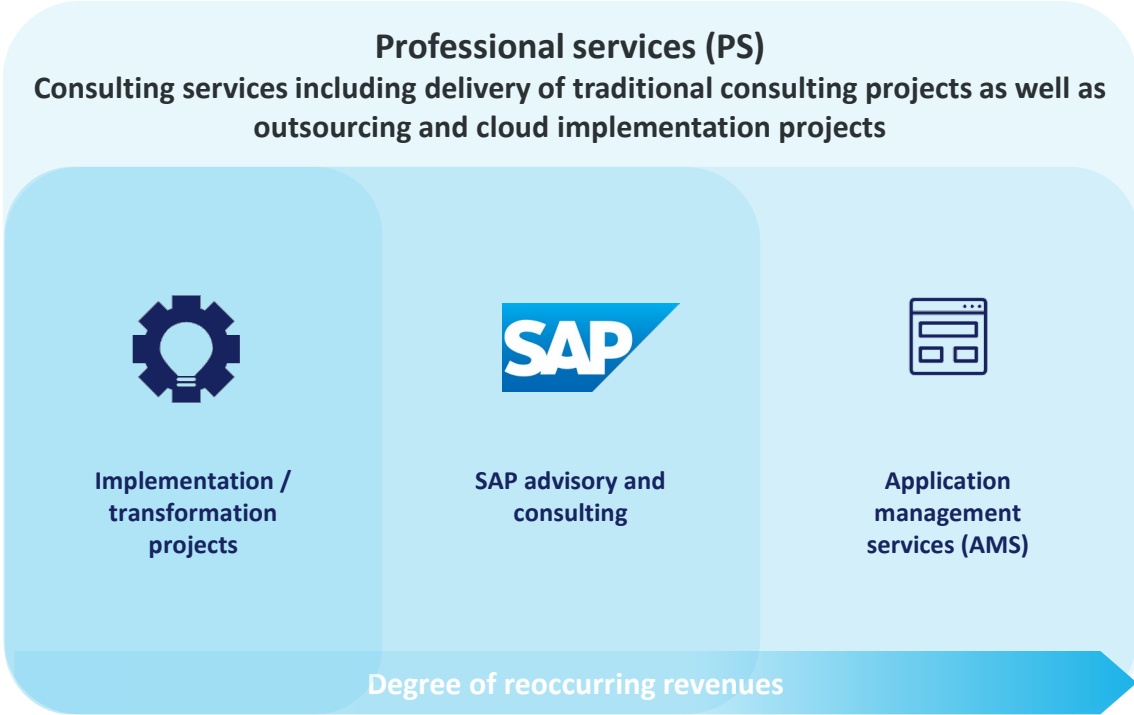 Professional services (PS)
Consulting services including delivery of traditional consulting projects as well as
outsourcing and cloud implementation projects
SAP
Implementation /
transformation
projects
SAP advisory and
consulting
Application
management
services (AMS)
Degree of reoccurring revenues